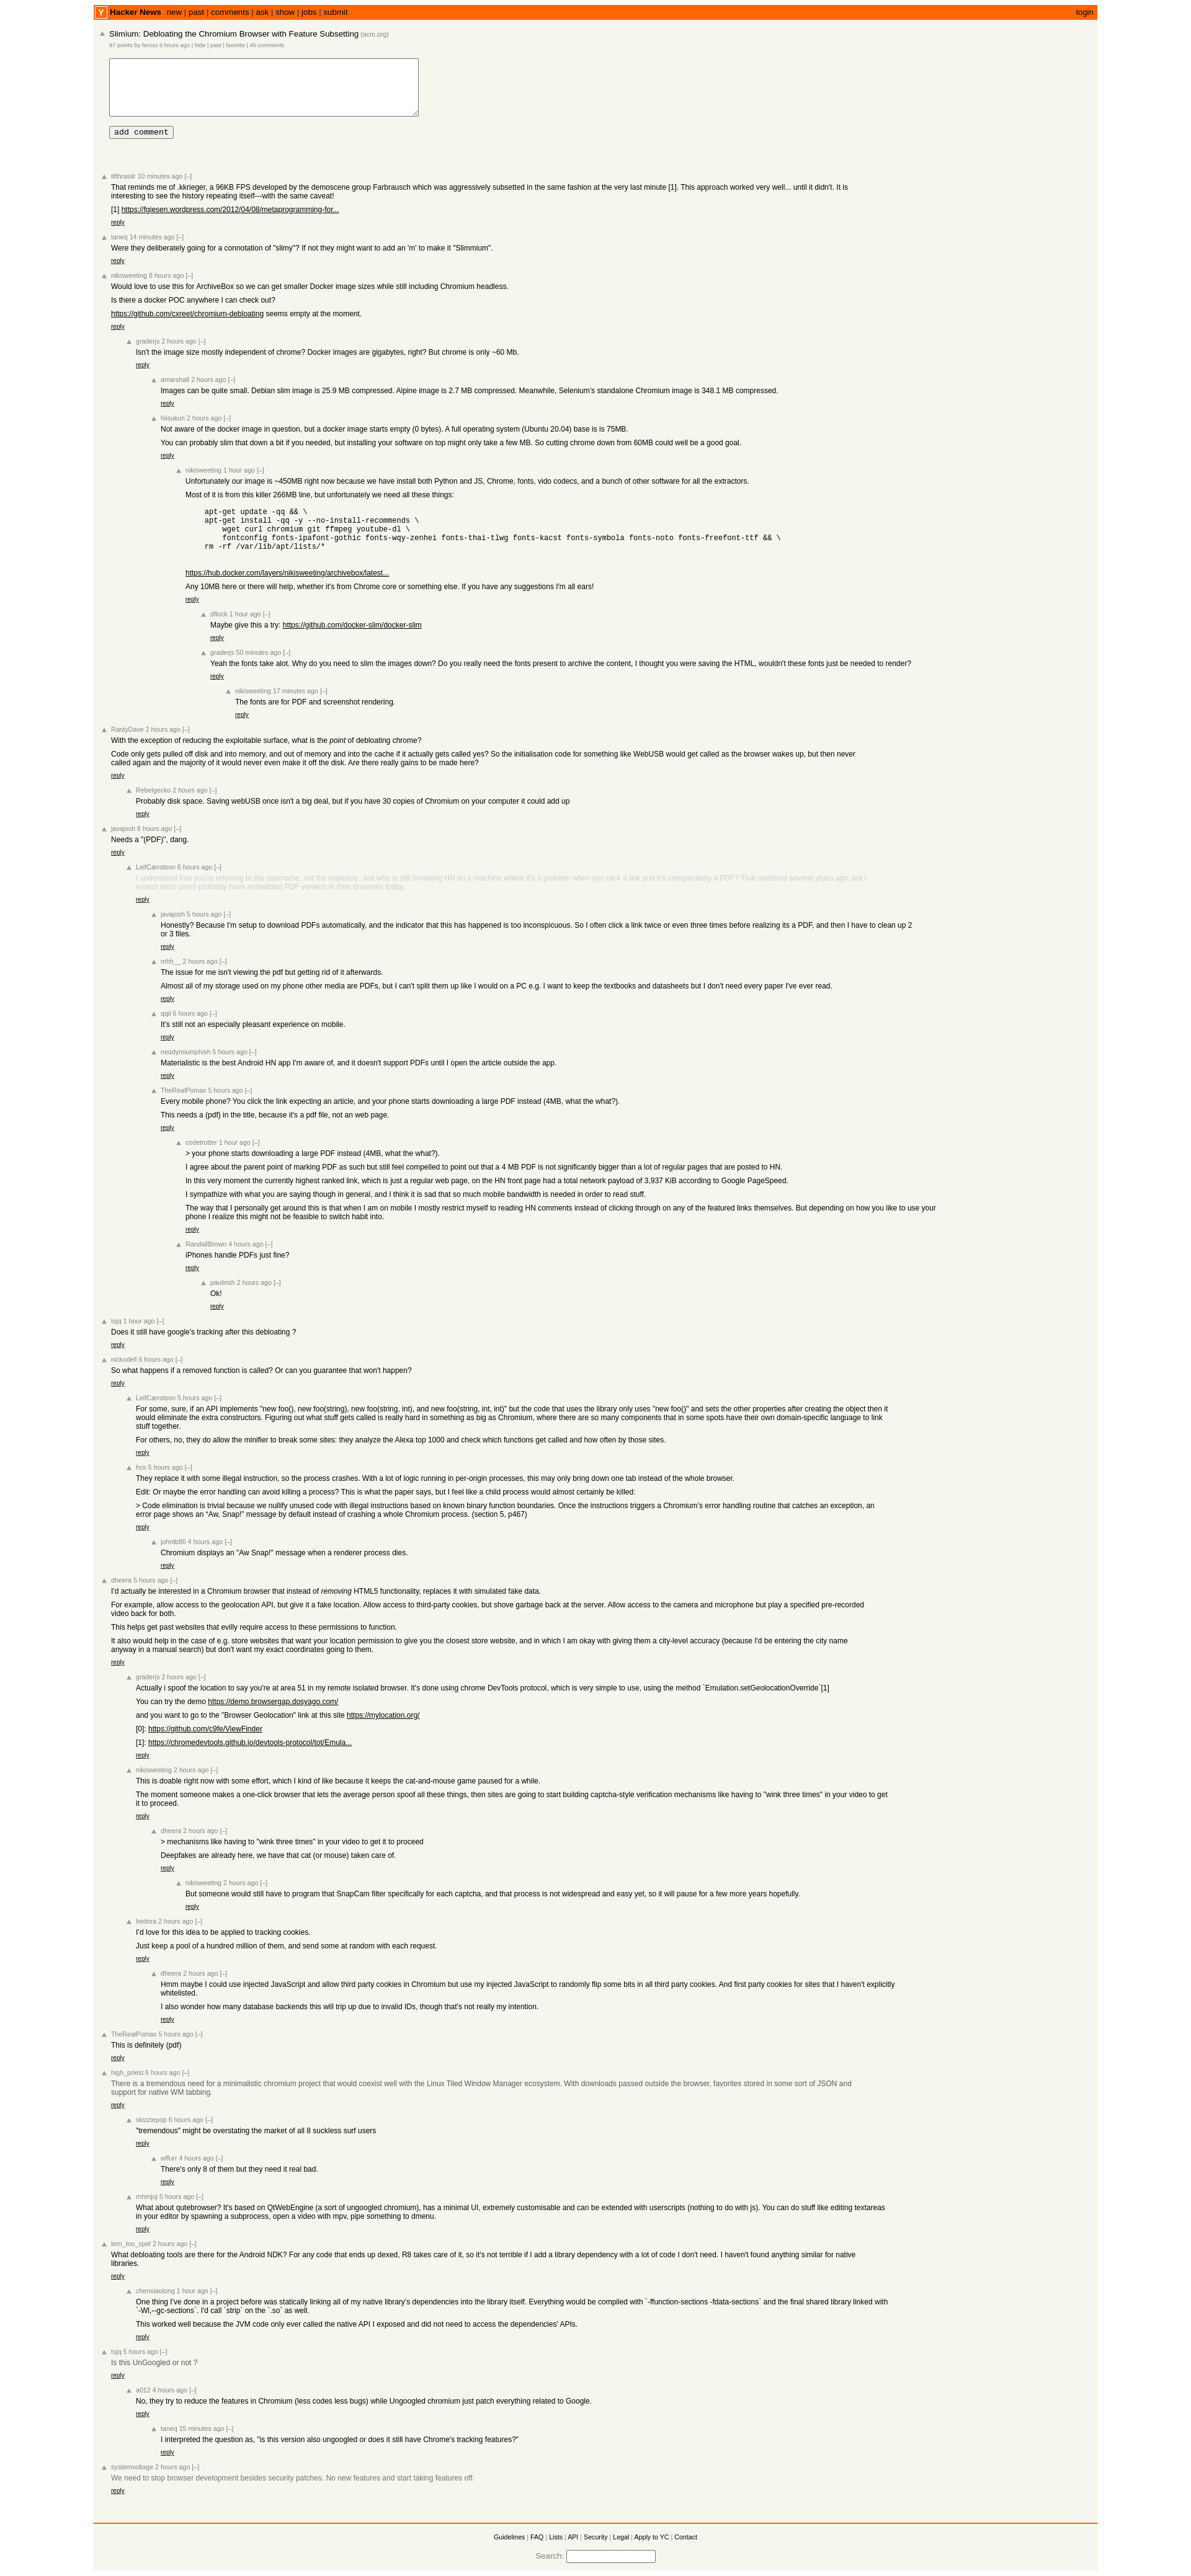 Y Hacker News new | past | comments | ask | show | jobs | submit login
Slimium: Debloating the Chromium Browser with Feature Subsetting (acm.org)
87 points by feross 9 hours ago | hide | past | favorite | 45 comments
add comment
lifthrasiir 10 minutes ago [–]
That reminds me of .kkrieger, a 96KB FPS developed by the demoscene group Farbrausch which was aggressively subsetted in the same fashion at the very last minute [1]. This approach worked very well... until it didn't. It is
interesting to see the history repeating itself---with the same caveat!
[1] https://fgiesen.wordpress.com/2012/04/08/metaprogramming-for...
reply
taneq 14 minutes ago [–]
Were they deliberately going for a connotation of "slimy"? If not they might want to add an 'm' to make it "Slimmium".
reply
nikisweeting 8 hours ago [–]
Would love to use this for ArchiveBox so we can get smaller Docker image sizes while still including Chromium headless.
Is there a docker POC anywhere I can check out?
https://github.com/cxreet/chromium-debloating seems empty at the moment.
reply
graderjs 2 hours ago [–]
Isn't the image size mostly independent of chrome? Docker images are gigabytes, right? But chrome is only ~60 Mb.
reply
amarshall 2 hours ago [–]
Images can be quite small. Debian slim image is 25.9 MB compressed. Alpine image is 2.7 MB compressed. Meanwhile, Selenium's standalone Chromium image is 348.1 MB compressed.
reply
hiisukun 2 hours ago [–]
Not aware of the docker image in question, but a docker image starts empty (0 bytes). A full operating system (Ubuntu 20.04) base is is 75MB.
You can probably slim that down a bit if you needed, but installing your software on top might only take a few MB. So cutting chrome down from 60MB could well be a good goal.
reply
nikisweeting 1 hour ago [–]
Unfortunately our image is ~450MB right now because we have install both Python and JS, Chrome, fonts, vido codecs, and a bunch of other software for all the extractors.
Most of it is from this killer 266MB line, but unfortunately we need all these things:
apt-get update -qq && \
apt-get install -qq -y --no-install-recommends \
wget curl chromium git ffmpeg youtube-dl \
fontconfig fonts-ipafont-gothic fonts-wqy-zenhei fonts-thai-tlwg fonts-kacst fonts-symbola fonts-noto fonts-freefont-ttf && \
rm -rf /var/lib/apt/lists/*
https://hub.docker.com/layers/nikisweeting/archivebox/latest...
Any 10MB here or there will help, whether it's from Chrome core or something else. If you have any suggestions I'm all ears!
reply
dflock 1 hour ago [–]
Maybe give this a try: https://github.com/docker-slim/docker-slim
reply
graderjs 50 minutes ago [–]
Yeah the fonts take alot. Why do you need to slim the images down? Do you really need the fonts present to archive the content, I thought you were saving the HTML, wouldn't these fonts just be needed to render?
reply
nikisweeting 17 minutes ago [–]
The fonts are for PDF and screenshot rendering.
reply
RantyDave 2 hours ago [–]
With the exception of reducing the exploitable surface, what is the point of debloating chrome?
Code only gets pulled off disk and into memory, and out of memory and into the cache if it actually gets called yes? So the initialisation code for something like WebUSB would get called as the browser wakes up, but then never
called again and the majority of it would never even make it off the disk. Are there really gains to be made here?
reply
Rebelgecko 2 hours ago [–]
Probably disk space. Saving webUSB once isn't a big deal, but if you have 30 copies of Chromium on your computer it could add up
reply
javajosh 6 hours ago [–]
Needs a "(PDF)", dang.
reply
LeifCarrotson 6 hours ago [–]
I understand that you're referring to the username, not the expletive...but who is still browsing HN on a machine where it's a problem when you click a link and it's unexpectedly a PDF? That mattered several years ago, but I
expect most users probably have embedded PDF viewers in their browsers today.
reply
javajosh 5 hours ago [–]
Honestly? Because I'm setup to download PDFs automatically, and the indicator that this has happened is too inconspicuous. So I often click a link twice or even three times before realizing its a PDF, and then I have to clean up 2
or 3 files.
reply
mhh__ 2 hours ago [–]
The issue for me isn't viewing the pdf but getting rid of it afterwards.
Almost all of my storage used on my phone other media are PDFs, but I can't split them up like I would on a PC e.g. I want to keep the textbooks and datasheets but I don't need every paper I've ever read.
reply
qqii 6 hours ago [–]
It's still not an especially pleasant experience on mobile.
reply
neodymiumphish 5 hours ago [–]
Materialistic is the best Android HN app I'm aware of, and it doesn't support PDFs until I open the article outside the app.
reply
TheRealPomax 5 hours ago [–]
Every mobile phone? You click the link expecting an article, and your phone starts downloading a large PDF instead (4MB, what the what?).
This needs a (pdf) in the title, because it's a pdf file, not an web page.
reply
codetrotter 1 hour ago [–]
> your phone starts downloading a large PDF instead (4MB, what the what?).
I agree about the parent point of marking PDF as such but still feel compelled to point out that a 4 MB PDF is not significantly bigger than a lot of regular pages that are posted to HN.
In this very moment the currently highest ranked link, which is just a regular web page, on the HN front page had a total network payload of 3,937 KiB according to Google PageSpeed.
I sympathize with what you are saying though in general, and I think it is sad that so much mobile bandwidth is needed in order to read stuff.
The way that I personally get around this is that when I am on mobile I mostly restrict myself to reading HN comments instead of clicking through on any of the featured links themselves. But depending on how you like to use your
phone I realize this might not be feasible to switch habit into.
reply
RandallBrown 4 hours ago [–]
iPhones handle PDFs just fine?
reply
paulirish 2 hours ago [–]
Ok!
reply
tsjq 1 hour ago [–]
Does it still have google's tracking after this debloating ?
reply
nickodell 6 hours ago [–]
So what happens if a removed function is called? Or can you guarantee that won't happen?
reply
LeifCarrotson 5 hours ago [–]
For some, sure, if an API implements "new foo(), new foo(string), new foo(string, int), and new foo(string, int, int)" but the code that uses the library only uses "new foo()" and sets the other properties after creating the object then it
would eliminate the extra constructors. Figuring out what stuff gets called is really hard in something as big as Chromium, where there are so many components that in some spots have their own domain-specific language to link
stuff together.
For others, no, they do allow the minifier to break some sites: they analyze the Alexa top 1000 and check which functions get called and how often by those sites.
reply
hcs 5 hours ago [–]
They replace it with some illegal instruction, so the process crashes. With a lot of logic running in per-origin processes, this may only bring down one tab instead of the whole browser.
Edit: Or maybe the error handling can avoid killing a process? This is what the paper says, but I feel like a child process would almost certainly be killed:
> Code elimination is trivial because we nullify unused code with illegal instructions based on known binary function boundaries. Once the instructions triggers a Chromium's error handling routine that catches an exception, an
error page shows an “Aw, Snap!” message by default instead of crashing a whole Chromium process. (section 5, p467)
reply
johntb86 4 hours ago [–]
Chromium displays an "Aw Snap!" message when a renderer process dies.
reply
dheera 5 hours ago [–]
I'd actually be interested in a Chromium browser that instead of removing HTML5 functionality, replaces it with simulated fake data.
For example, allow access to the geolocation API, but give it a fake location. Allow access to third-party cookies, but shove garbage back at the server. Allow access to the camera and microphone but play a specified pre-recorded
video back for both.
This helps get past websites that evilly require access to these permissions to function.
It also would help in the case of e.g. store websites that want your location permission to give you the closest store website, and in which I am okay with giving them a city-level accuracy (because I'd be entering the city name
anyway in a manual search) but don't want my exact coordinates going to them.
reply
graderjs 2 hours ago [–]
Actually i spoof the location to say you're at area 51 in my remote isolated browser. It's done using chrome DevTools protocol, which is very simple to use, using the method `Emulation.setGeolocationOverride`[1]
You can try the demo https://demo.browsergap.dosyago.com/
and you want to go to the "Browser Geolocation" link at this site https://mylocation.org/
[0]: https://github.com/c9fe/ViewFinder
[1]: https://chromedevtools.github.io/devtools-protocol/tot/Emula...
reply
nikisweeting 2 hours ago [–]
This is doable right now with some effort, which I kind of like because it keeps the cat-and-mouse game paused for a while.
The moment someone makes a one-click browser that lets the average person spoof all these things, then sites are going to start building captcha-style verification mechanisms like having to "wink three times" in your video to get
it to proceed.
reply
dheera 2 hours ago [–]
> mechanisms like having to "wink three times" in your video to get it to proceed
Deepfakes are already here, we have that cat (or mouse) taken care of.
reply
nikisweeting 2 hours ago [–]
But someone would still have to program that SnapCam filter specifically for each captcha, and that process is not widespread and easy yet, so it will pause for a few more years hopefully.
reply
hedora 2 hours ago [–]
I'd love for this idea to be applied to tracking cookies.
Just keep a pool of a hundred million of them, and send some at random with each request.
reply
dheera 2 hours ago [–]
Hmm maybe I could use injected JavaScript and allow third party cookies in Chromium but use my injected JavaScript to randomly flip some bits in all third party cookies. And first party cookies for sites that I haven't explicitly
whitelisted.
I also wonder how many database backends this will trip up due to invalid IDs, though that's not really my intention.
reply
TheRealPomax 5 hours ago [–]
This is definitely (pdf)
reply
high_priest 6 hours ago [–]
There is a tremendous need for a minimalistic chromium project that would coexist well with the Linux Tiled Window Manager ecosystem. With downloads passed outside the browser, favorites stored in some sort of JSON and
support for native WM tabbing.
reply
skizziepop 6 hours ago [–]
"tremendous" might be overstating the market of all 8 suckless surf users
reply
wffurr 4 hours ago [–]
There's only 8 of them but they need it real bad.
reply
mhmjoj 5 hours ago [–]
What about qutebrowser? It's based on QtWebEngine (a sort of ungoogled chromium), has a minimal UI, extremely customisable and can be extended with userscripts (nothing to do with js). You can do stuff like editing textareas
in your editor by spawning a subprocess, open a video with mpv, pipe something to dmenu.
reply
lern_too_spel 2 hours ago [–]
What debloating tools are there for the Android NDK? For any code that ends up dexed, R8 takes care of it, so it's not terrible if I add a library dependency with a lot of code I don't need. I haven't found anything similar for native
libraries.
reply
chenxiaolong 1 hour ago [–]
One thing I've done in a project before was statically linking all of my native library's dependencies into the library itself. Everything would be compiled with `-ffunction-sections -fdata-sections` and the final shared library linked with
`-Wl,--gc-sections`. I'd call `strip` on the `.so` as well.
This worked well because the JVM code only ever called the native API I exposed and did not need to access the dependencies' APIs.
reply
tsjq 5 hours ago [–]
Is this UnGoogled or not ?
reply
a012 4 hours ago [–]
No, they try to reduce the features in Chromium (less codes less bugs) while Ungoogled chromium just patch everything related to Google.
reply
taneq 15 minutes ago [–]
I interpreted the question as, "is this version also ungoogled or does it still have Chrome's tracking features?"
reply
systemvoltage 2 hours ago [–]
We need to stop browser development besides security patches. No new features and start taking features off.
reply
Guidelines | FAQ | Lists | API | Security | Legal | Apply to YC | Contact
Search: